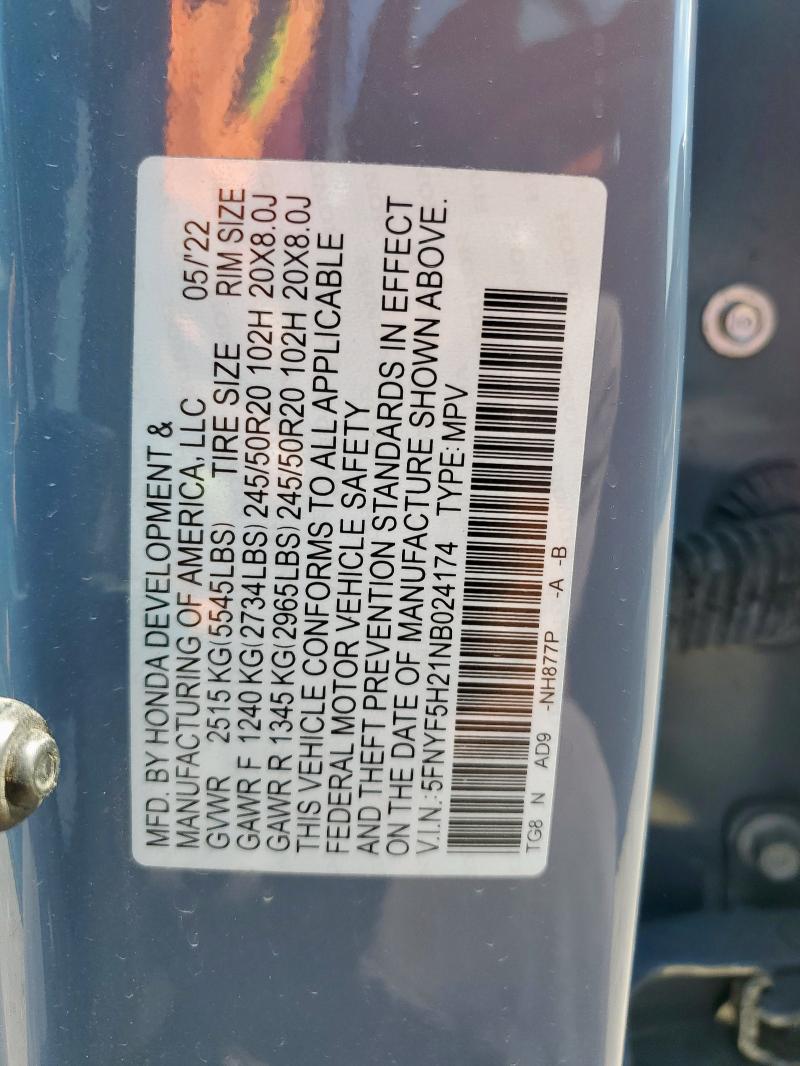 MFD. BY HONDA DEVELOPMENT &
MANUFACTURING OF AMERICA, LLC 05/'22
GVWR 2515 KG(5545LBS) TIRE SIZE RIM SIZE
GAWR F 1240 KG(2734LBS) 245/50R20 102H 20X8.0J
GAWR R 1345 KG(2965LBS) 245/50R20 102H 20X8.0J
THIS VEHICLE CONFORMS TO ALL APPLICABLE
FEDERAL MOTOR VEHICLE SAFETY
AND THEFT PREVENTION STANDARDS IN EFFECT
ON THE DATE OF MANUFACTURE SHOWN ABOVE.
V.I.N.:5FNYF5H21NB024174 TYPE:MPV
TG8 N AD9 -NH877P -A -B